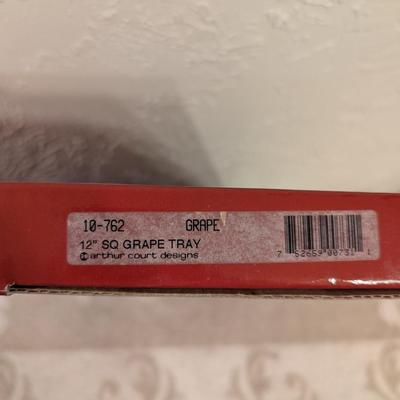 10-762 GRAPE
12" SQ GRAPE TRAY
arthur court designs
7 52659 00731 1